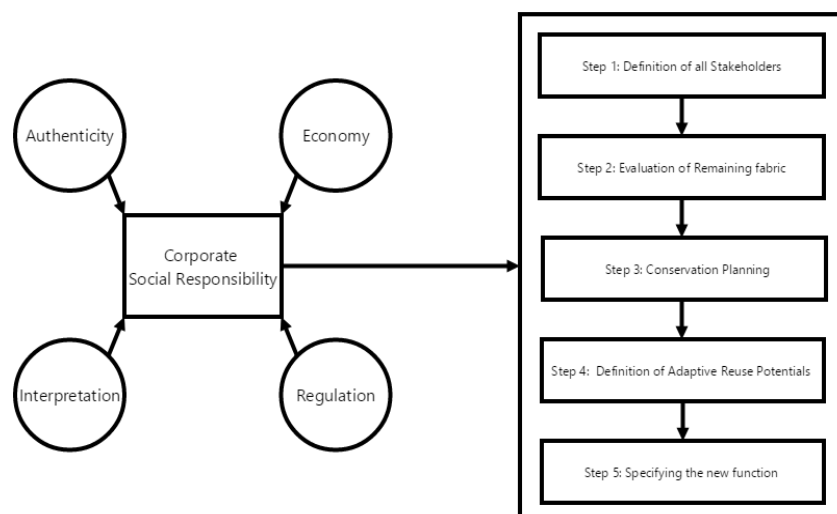 Authenticity
Economy
Corporate
Social Responsibility
Interpretation
Regulation
Step 1: Definition of all Stakeholders
Step 2: Evaluation of Remaining fabric
Step 3: Conservation Planning
Step 4:  Definition of Adaptive Reuse Potentials
Step 5: Specifying the new function